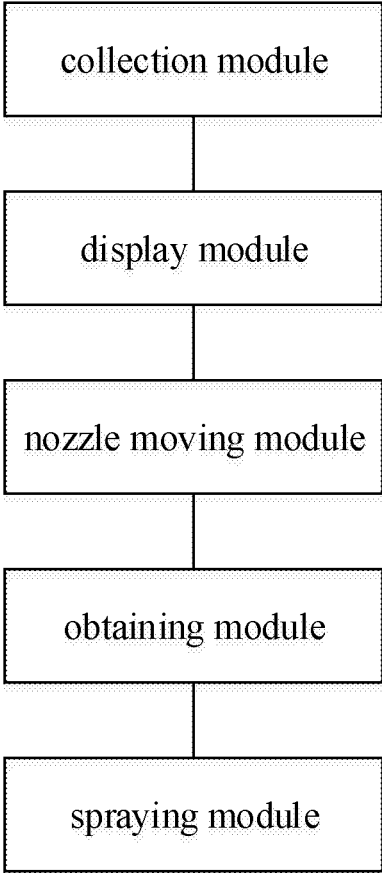 collection module
display module
nozzle moving module
obtaining module
spraying module